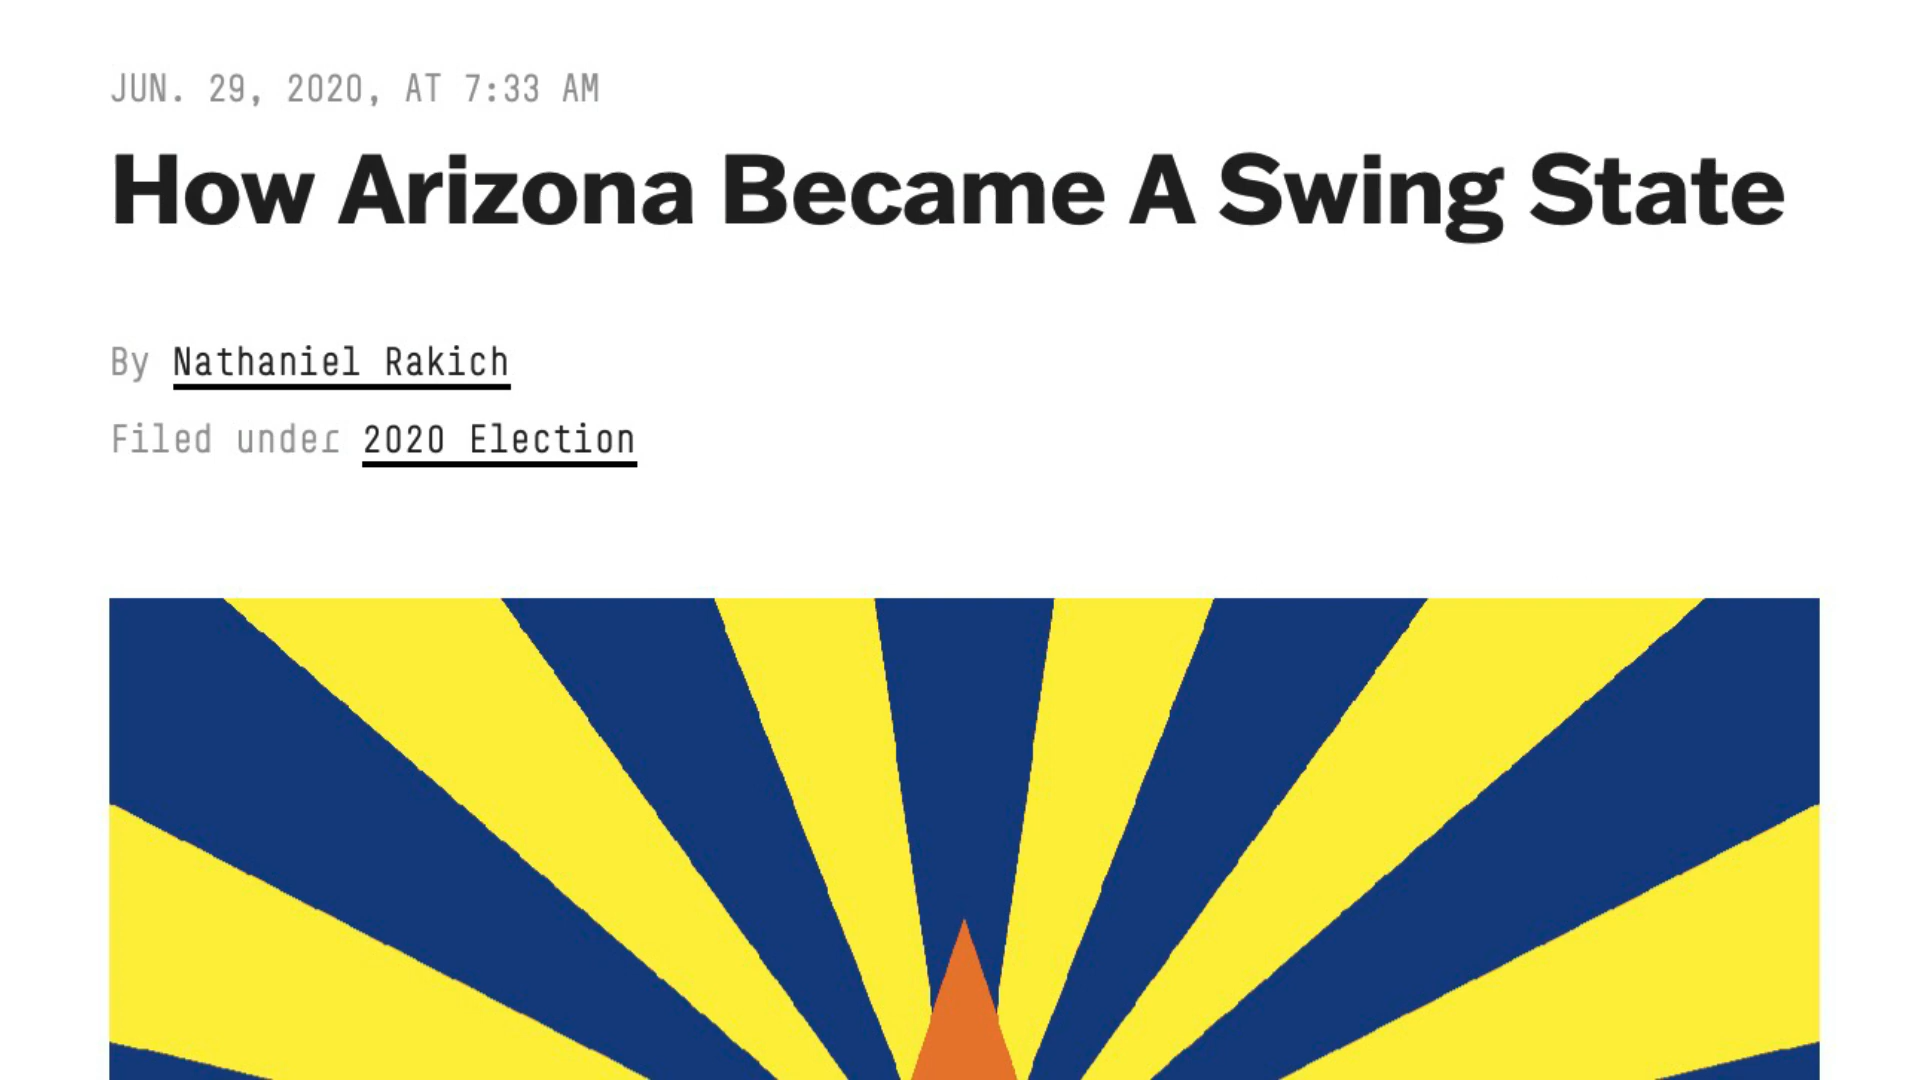 JUN. 29, 2020, AT 7:33 AM
How Arizona Became A Swing State
By Nathaniel Rakich
Filed under 2020 Election